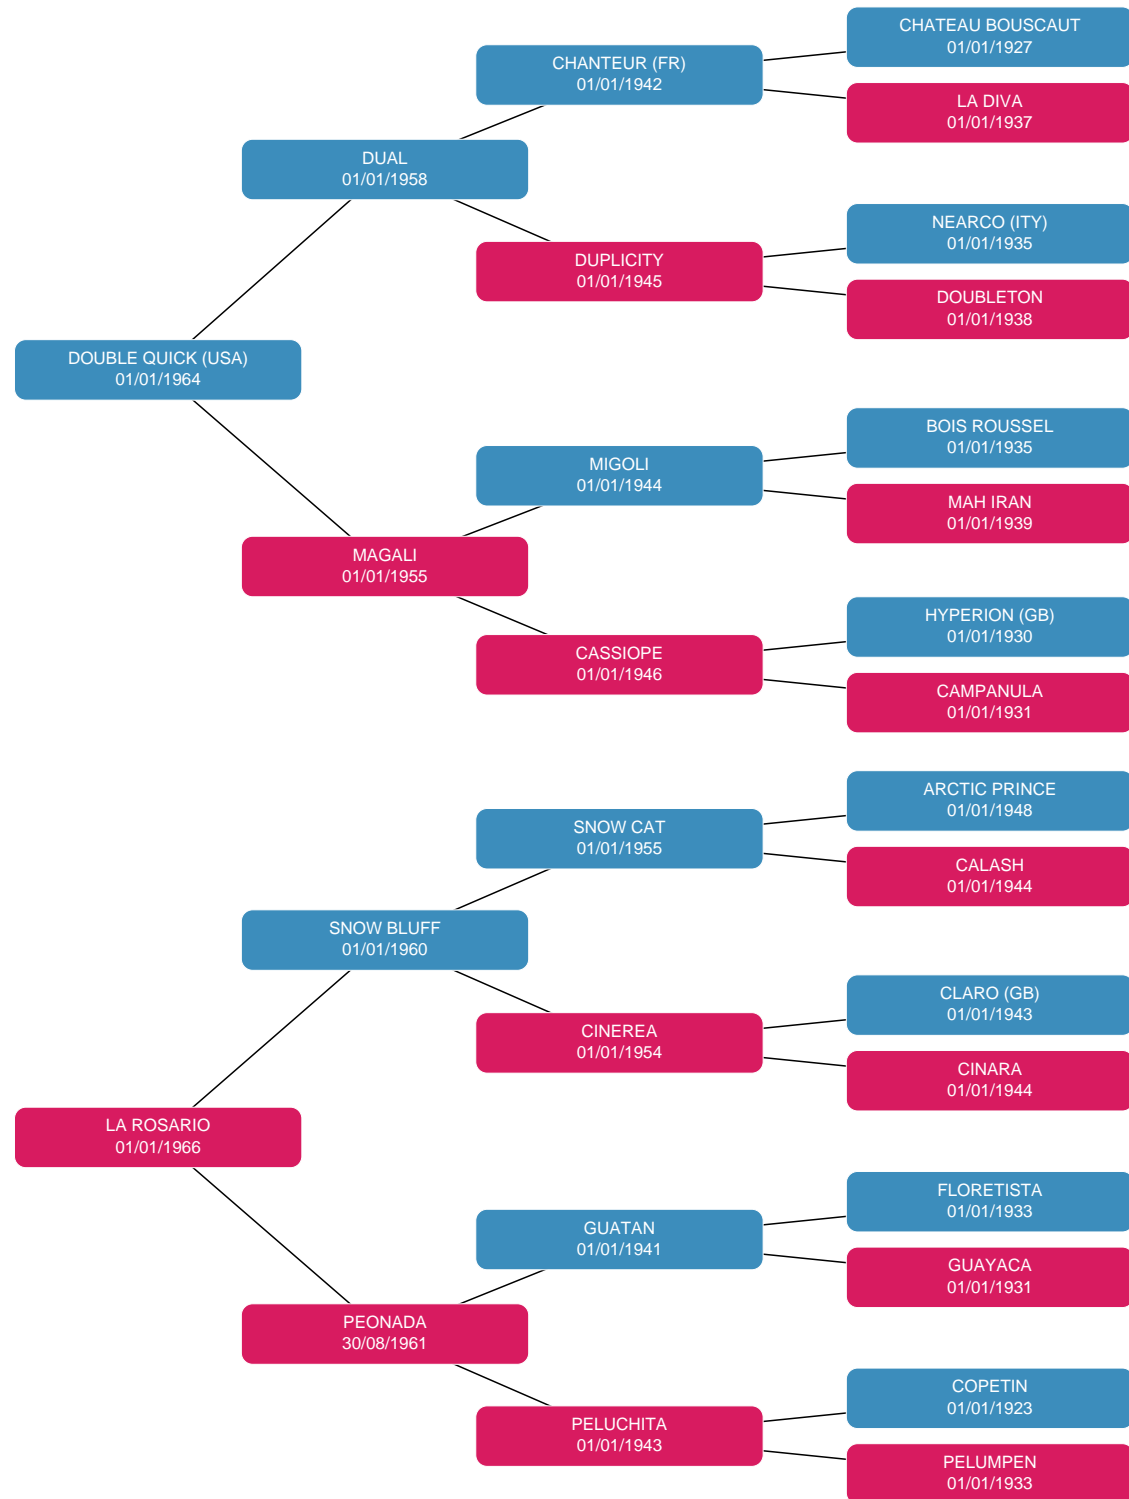 CHATEAU BOUSCAUT
01/01/1927
CHANTEUR (FR)
01/01/1942
LA DIVA
01/01/1937
DUAL
01/01/1958
NEARCO (ITY)
01/01/1935
DUPLICITY
01/01/1945
DOUBLETON
01/01/1938
DOUBLE QUICK (USA)
01/01/1964
BOIS ROUSSEL
01/01/1935
MIGOLI
01/01/1944
MAH IRAN
01/01/1939
MAGALI
01/01/1955
HYPERION (GB)
01/01/1930
CASSIOPE
01/01/1946
CAMPANULA
01/01/1931
ARCTIC PRINCE
01/01/1948
SNOW CAT
01/01/1955
CALASH
01/01/1944
SNOW BLUFF
01/01/1960
CLARO (GB)
01/01/1943
CINEREA
01/01/1954
CINARA
01/01/1944
LA ROSARIO
01/01/1966
FLORETISTA
01/01/1933
GUATAN
01/01/1941
GUAYACA
01/01/1931
PEONADA
30/08/1961
COPETIN
01/01/1923
PELUCHITA
01/01/1943
PELUMPEN
01/01/1933